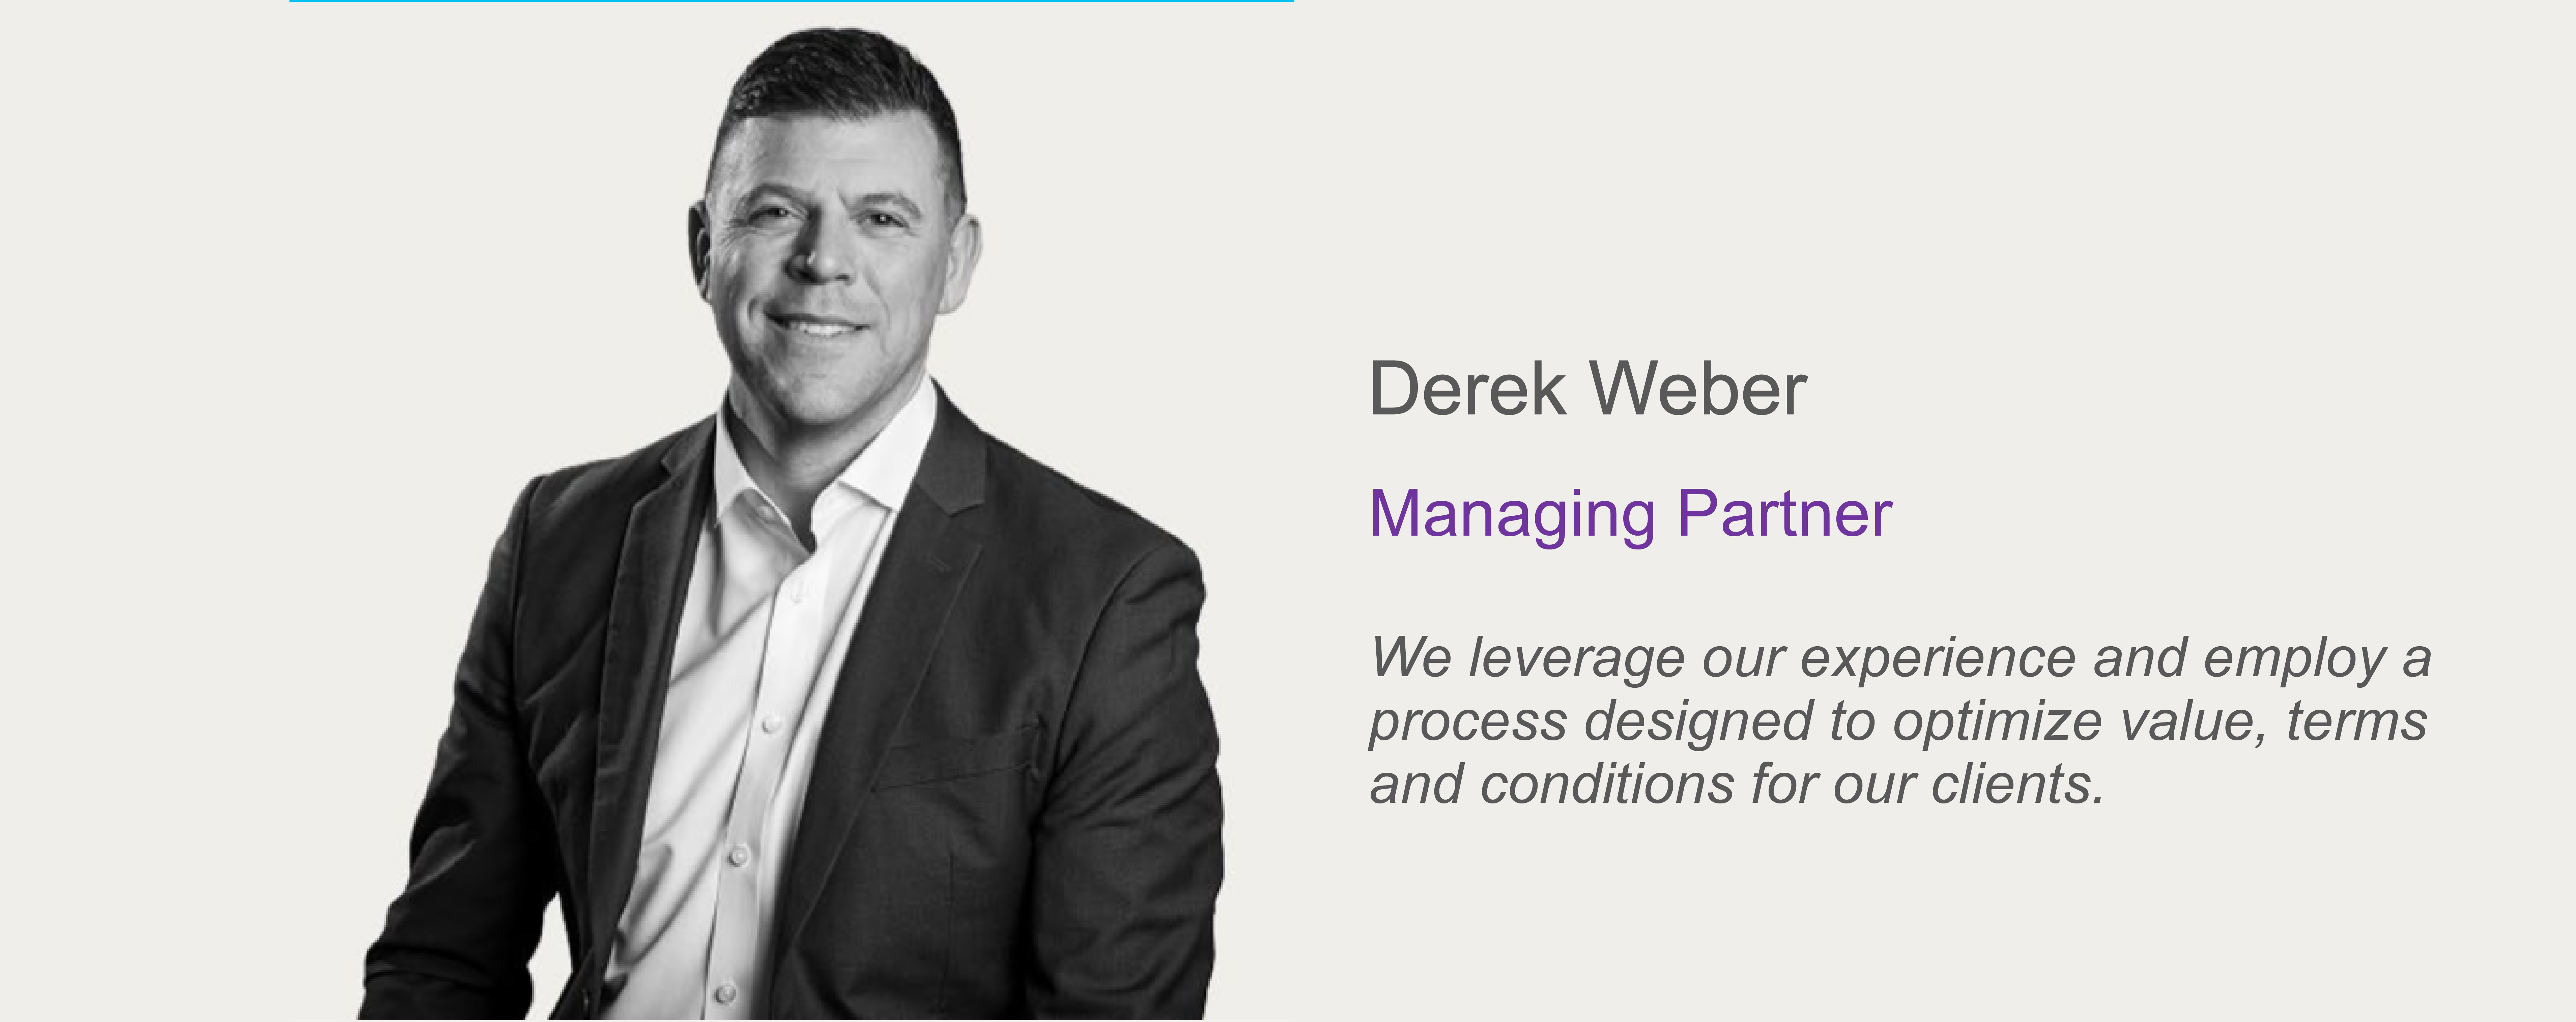 Derek Weber
Managing Partner
We leverage our experience and employ a
process designed to optimize value, terms
and conditions for our clients.